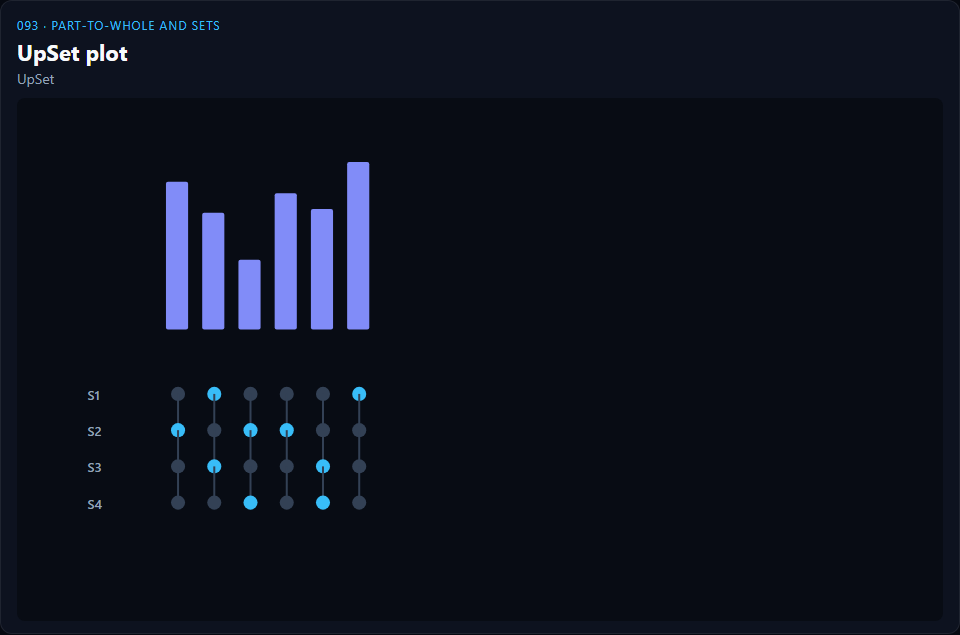 093 · PART-TO-WHOLE AND SETS
UpSet plot
UpSet
S1
S2
S3
S4